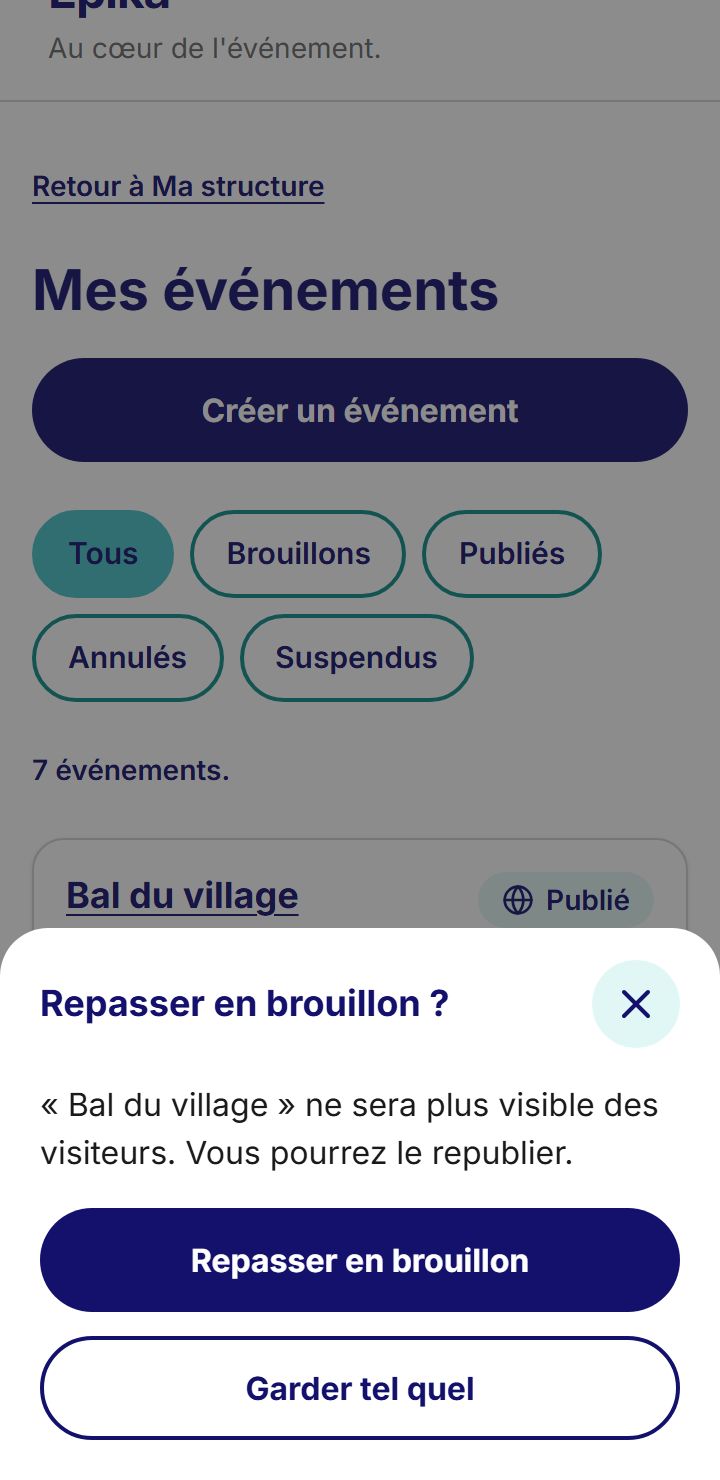 Epika
Au cœur de l'événement.
Retour à Ma structure
Mes événements
Créer un événement
Tous
Brouillons
Publiés
Annulés
Suspendus
7 événements.
Bal du village
Publié
Repasser en brouillon ?
« Bal du village » ne sera plus visible des
visiteurs. Vous pourrez le republier.
Repasser en brouillon
Garder tel quel